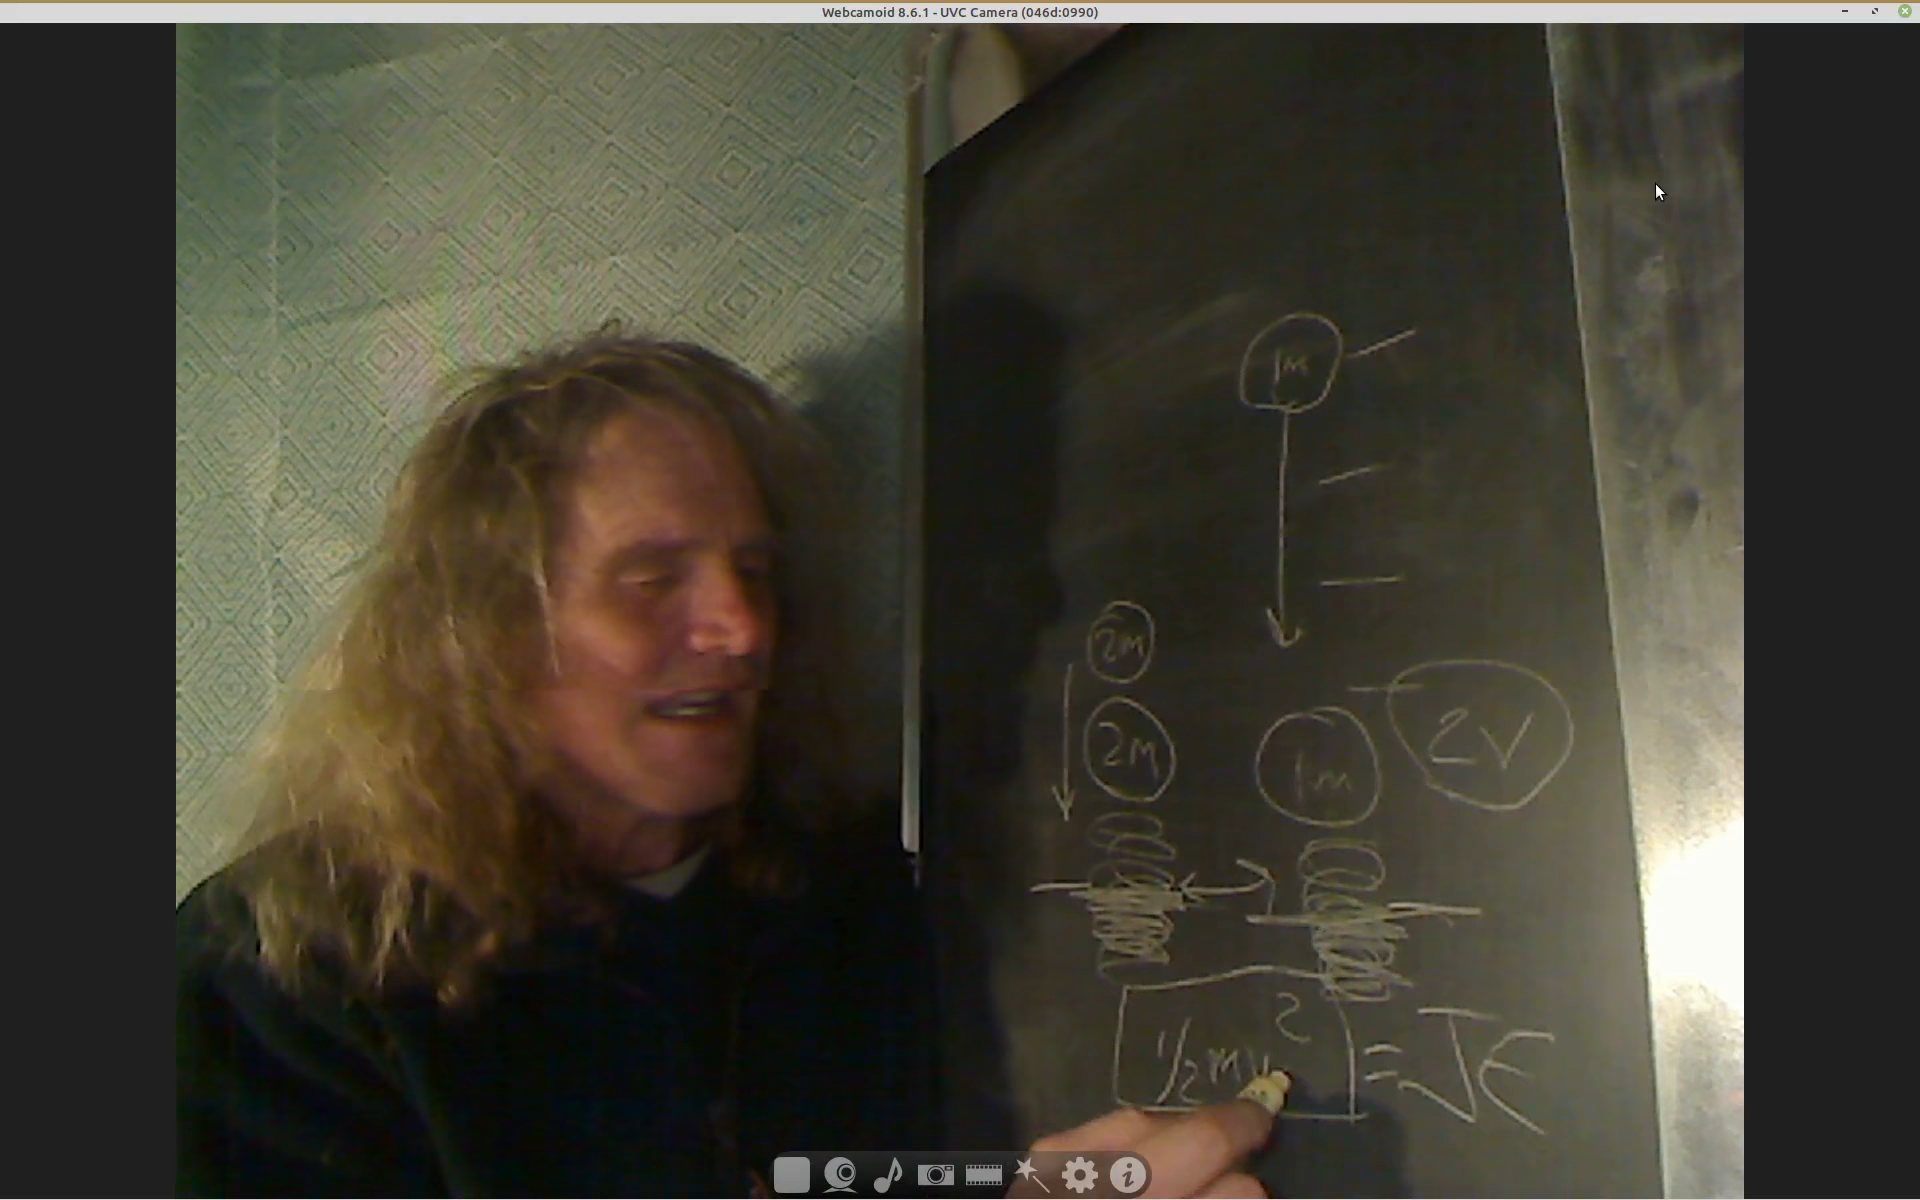 Webcamoid 8.6.1 - UVC Camera (046d:0990)
1m
2m
2m
1m
2V
1/2 mv²
= JE